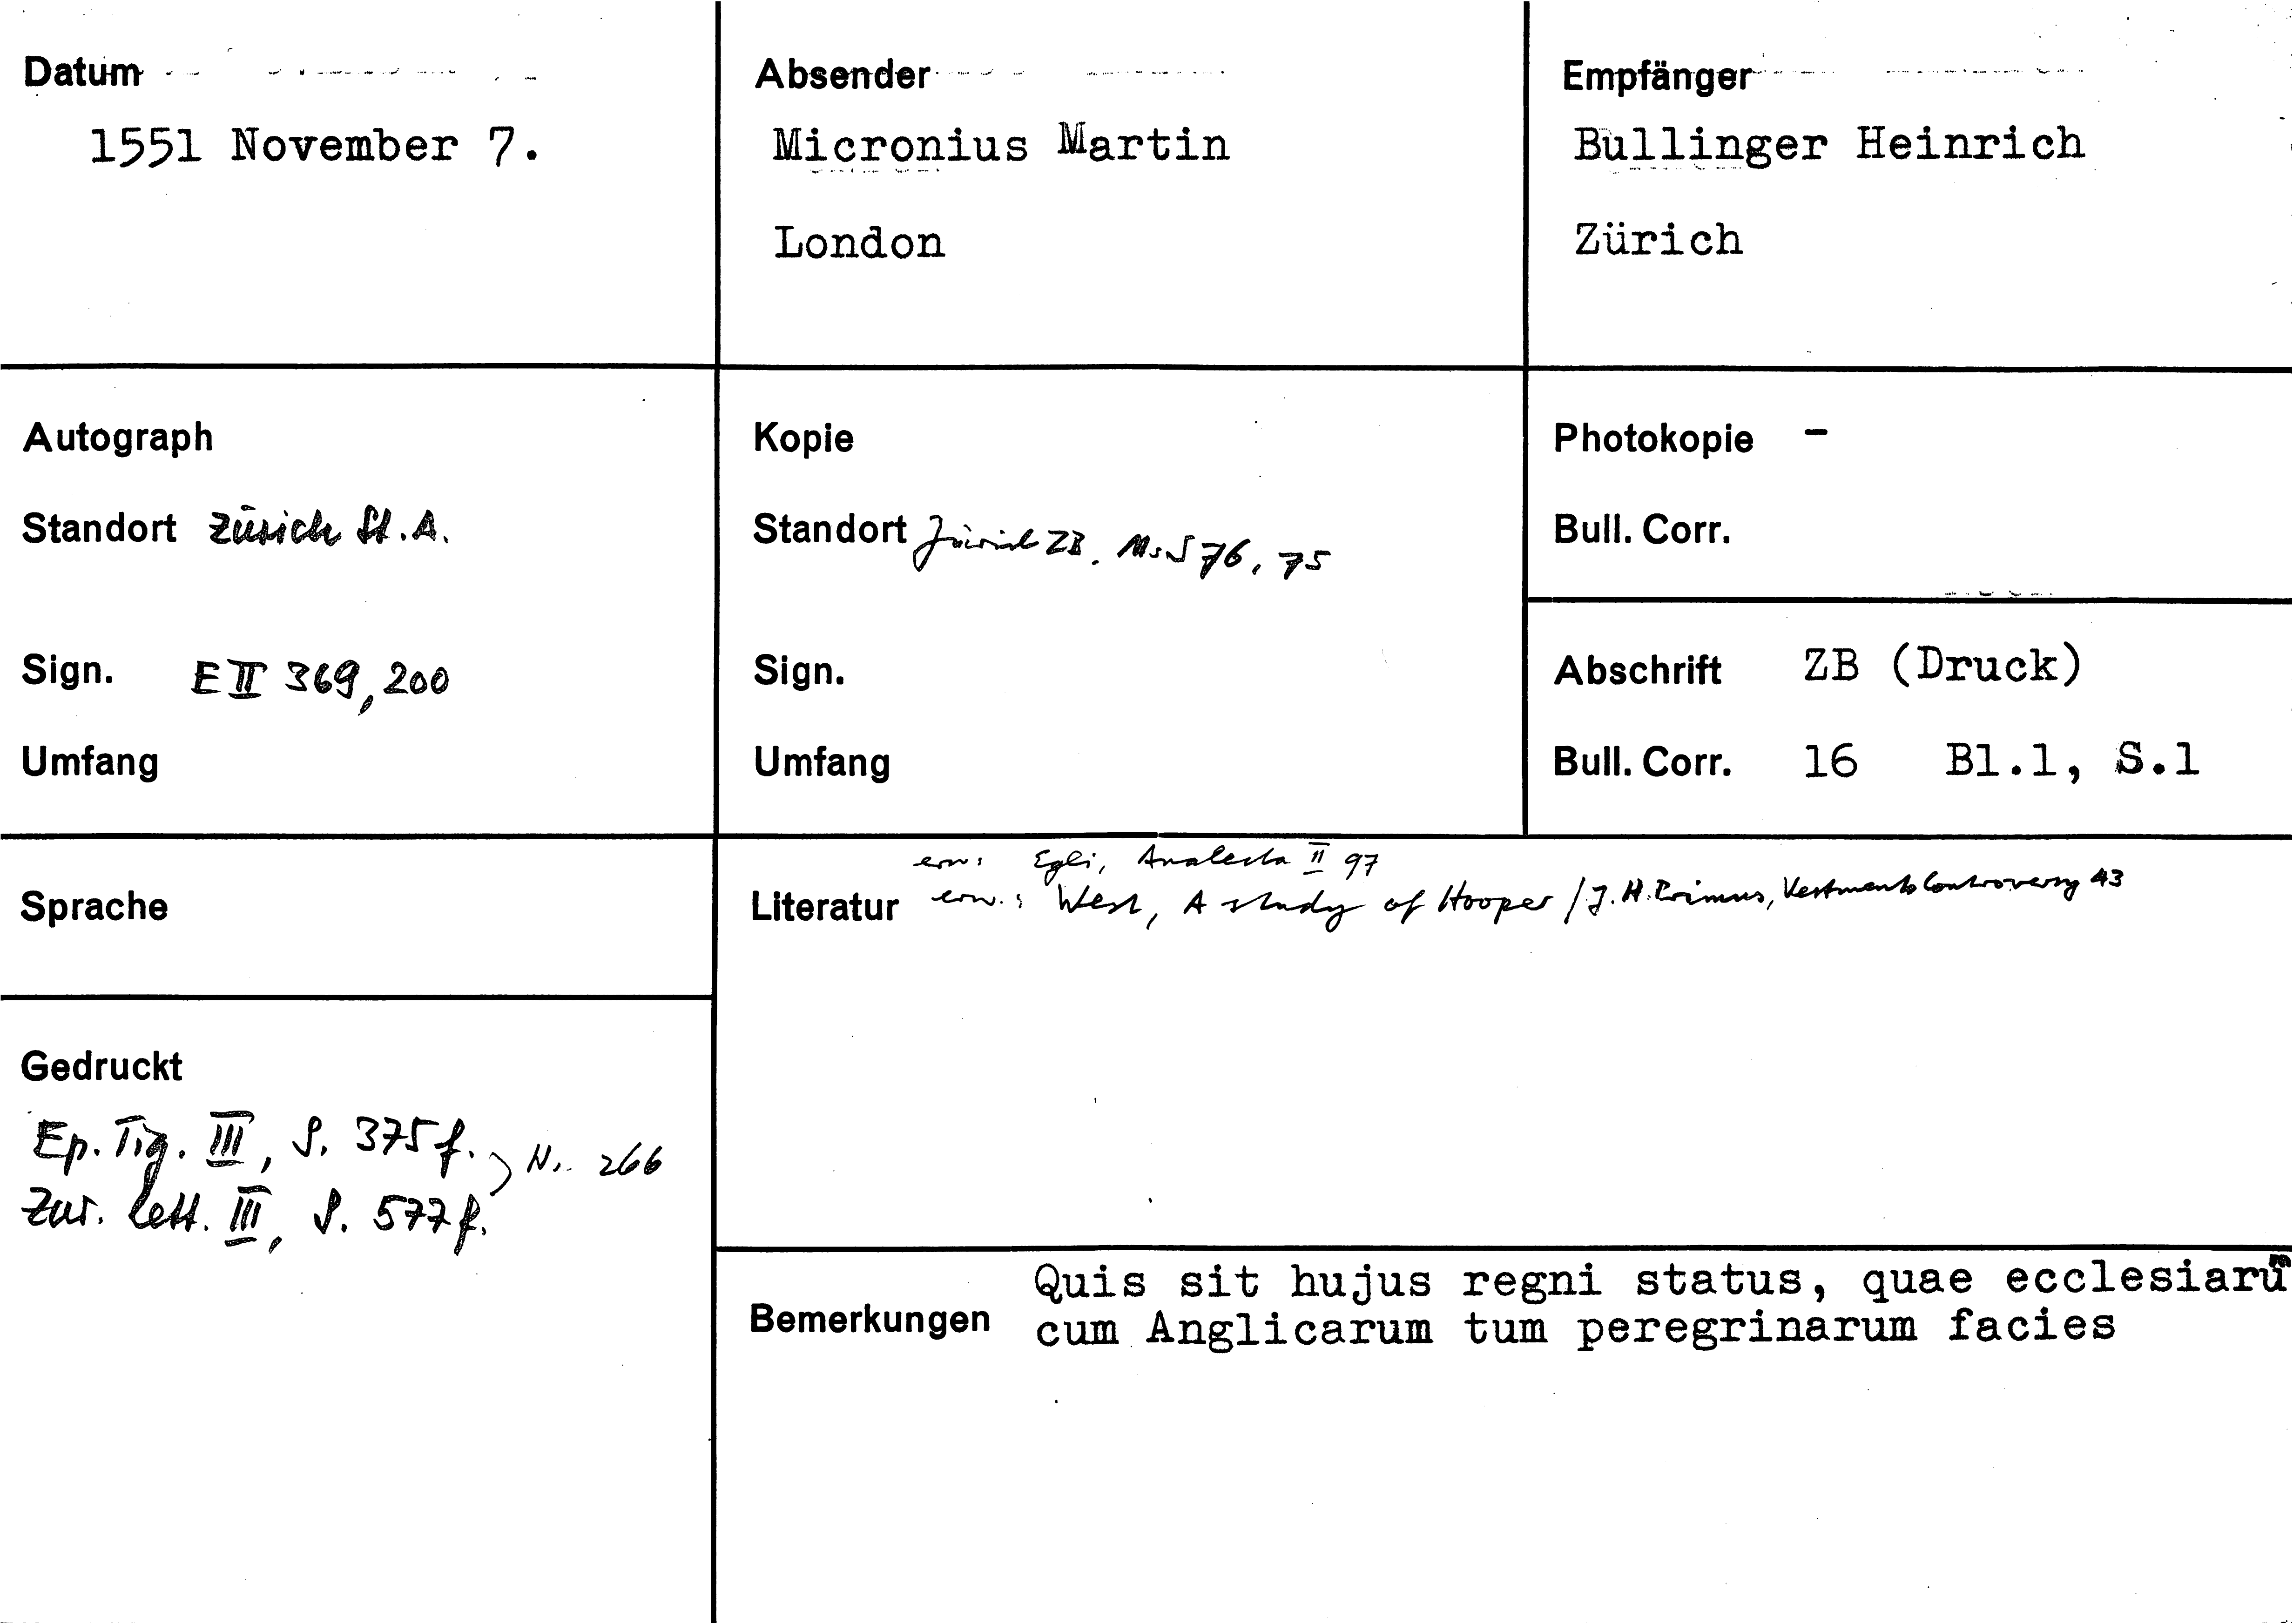 Datum
1551 November 7.
Absender
Micronius Martin
London
Empfänger
Bullinger Heinrich
Zürich
Autograph
Standort Zürich St.A.
Sign. E II 369,200
Umfang
Kopie
Standort Zürich ZB. Ms S 76, 75
Sign.
Umfang
Photokopie -
Bull. Corr.
Abschrift ZB (Druck)
Bull. Corr. 16 Bl.1, S.1
Sprache
Gedruckt
Ep. Tig. III, S. 375 f.
Zur. lett. III, S. 577 f. } Nr. 266
erw: Egli, Analecta II 97
Literatur erw.: West, A study of Hooper / J. H. Primus, Vestments Controversy 43
Bemerkungen
Quis sit hujus regni status, quae ecclesiarum
cum Anglicarum tum peregrinarum facies